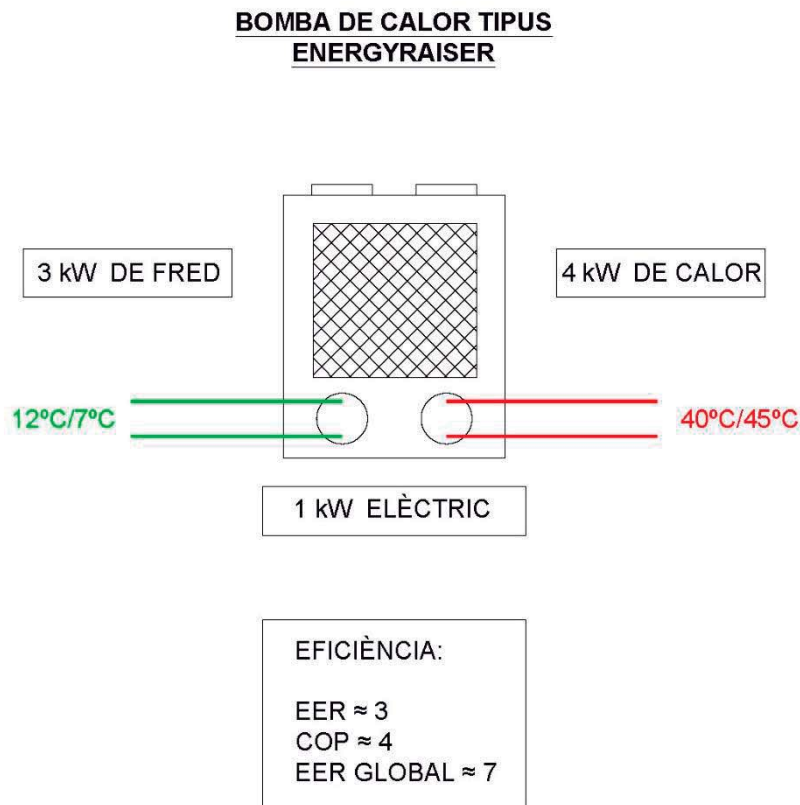 BOMBA DE CALOR TIPUS
ENERGYRAISER
3 kW DE FRED
4 kW DE CALOR
12ºC/7ºC
40ºC/45ºC
1 kW ELÈCTRIC
EFICIÈNCIA:
EER ≈ 3
COP ≈ 4
EER GLOBAL ≈ 7